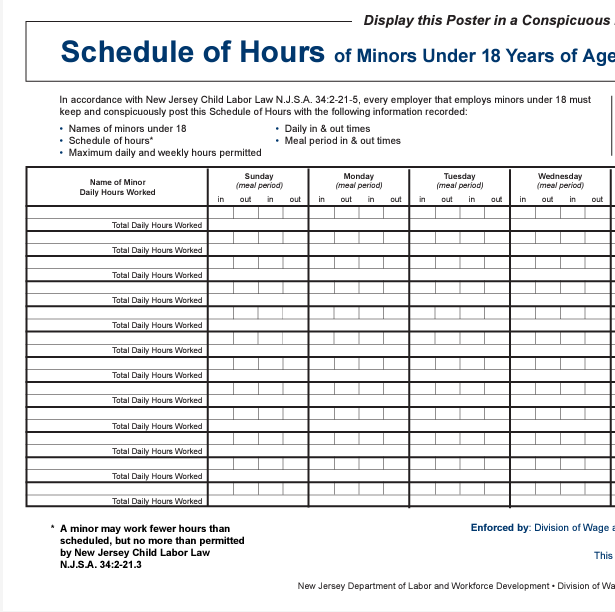 Display this Poster in a Conspicuous
Schedule of Hours of Minors Under 18 Years of Age
In accordance with New Jersey Child Labor Law N.J.S.A. 34:2-21-5, every employer that employs minors under 18 must
keep and conspicuously post this Schedule of Hours with the following information recorded:
• Names of minors under 18 • Daily in & out times
• Schedule of hours* • Meal period in & out times
• Maximum daily and weekly hours permitted
Name of Minor
Daily Hours Worked
Sunday Monday Tuesday Wednesday
(meal period) (meal period) (meal period) (meal period)
in out in out in out in out in out in out in out in out
Total Daily Hours Worked
Total Daily Hours Worked
Total Daily Hours Worked
Total Daily Hours Worked
Total Daily Hours Worked
Total Daily Hours Worked
Total Daily Hours Worked
Total Daily Hours Worked
Total Daily Hours Worked
Total Daily Hours Worked
Total Daily Hours Worked
Total Daily Hours Worked
* A minor may work fewer hours than
scheduled, but no more than permitted
by New Jersey Child Labor Law
N.J.S.A. 34:2-21.3
Enforced by: Division of Wage
This
New Jersey Department of Labor and Workforce Development • Division of